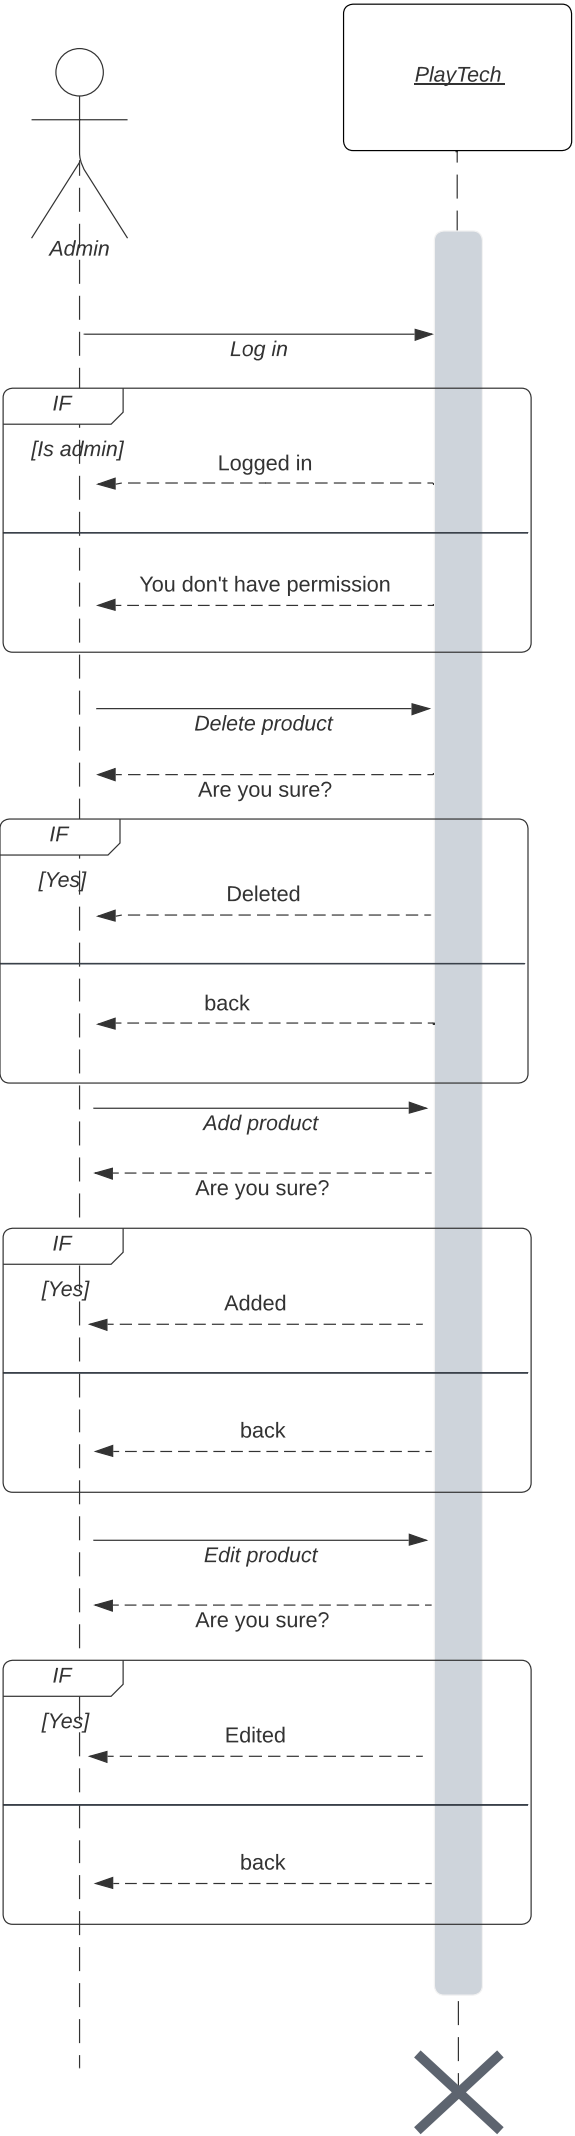 PlayTech
Admin
Log in
IF
[Is admin]
Logged in
You don't have permission
Delete product
Are you sure?
IF
[Yes]
Deleted
back
Add product
Are you sure?
IF
[Yes]
Added
back
Edit product
Are you sure?
IF
[Yes]
Edited
back